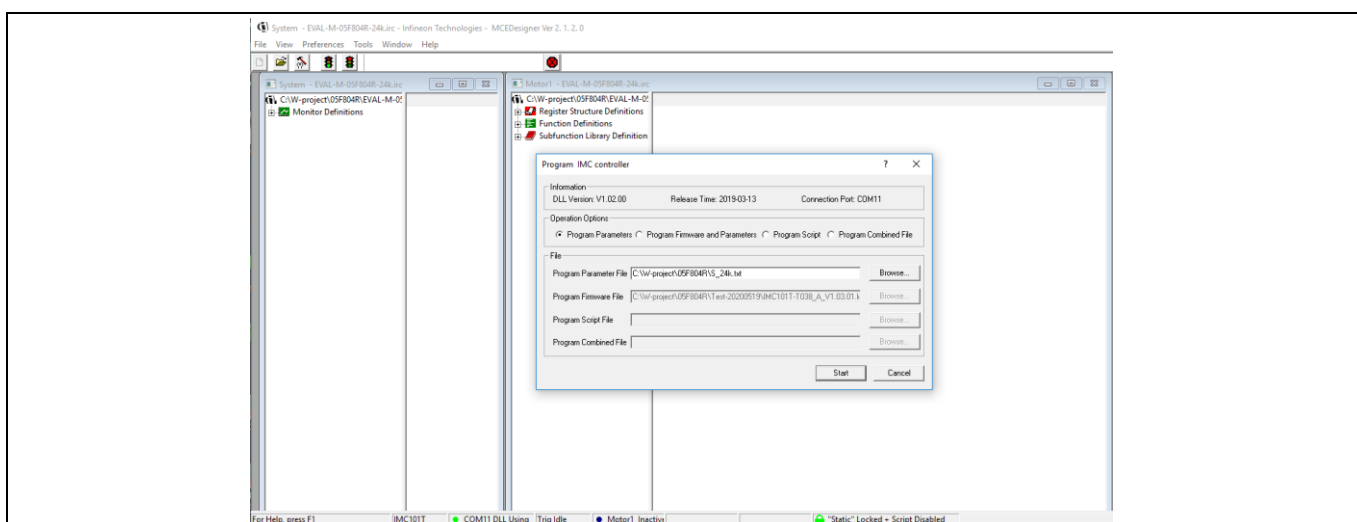 System - EVAL-M-05F804R-24k.irc - Infineon Technologies - MCEDesigner Ver 2. 1. 2. 0
File View Preferences Tools Window Help
System - EVAL-M-05F804R-24k.irc
Motor1 - EVAL-M-05F804R-24k.irc
C:\W-project\05F804R\EVAL-M-0
C:\W-project\05F804R\EVAL-M-0
Monitor Definitions
Register Structure Definitions
Function Definitions
Subfunction Library Definition
Program IMC controller
? ×
Information
DLL Version: V1.02.00 Release Time: 2019-03-13 Connection Port: COM11
Operation Options
Program Parameters Program Firmware and Parameters Program Script Program Combined File
File
Program Parameter File C:\W-project\05F804R\S_24k.txt Browse...
Program Firmware File C:\W-project\05F804R\Test-20200519\IMC101T-T038_A_V1.03.01.l Browse...
Program Script File Browse...
Program Combined File Browse...
Start Cancel
For Help, press F1 IMC101T COM11 DLL Using Trig Idle Motor1 Inactive "Static" Locked + Script Disabled